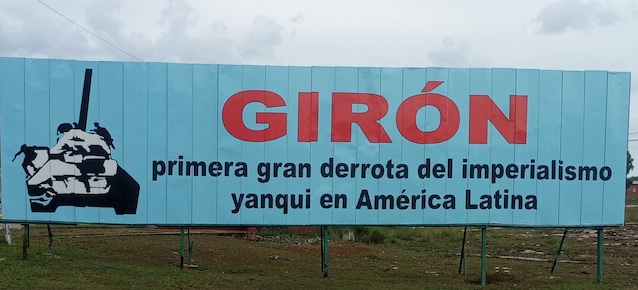 GIRÓN
primera gran derrota del imperialismo
yanqui en América Latina